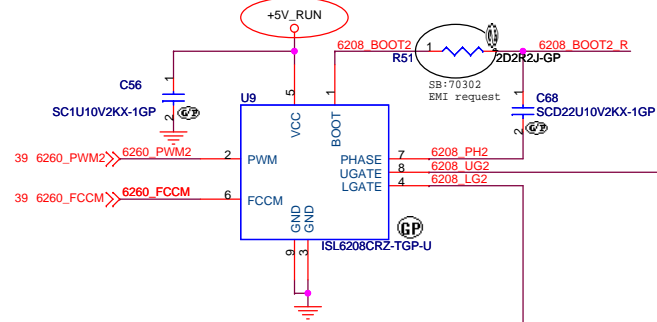 +5V_RUN
6208_BOOT2
1
R51
2D2R2J-GP
6208_BOOT2_R
SB:70302
EMI request
C56
1
2
SC1U10V2KX-1GP
C68
1
2
SCD22U10V2KX-1GP
U9
5
VCC
1
BOOT
39 6260_PWM2
6260_PWM2
2
PWM
39 6260_FCCM
6260_FCCM
6
FCCM
PHASE
7
6208_PH2
UGATE
8
6208_UG2
LGATE
4
6208_LG2
GND
GND
9
3
GP
ISL6208CRZ-TGP-U